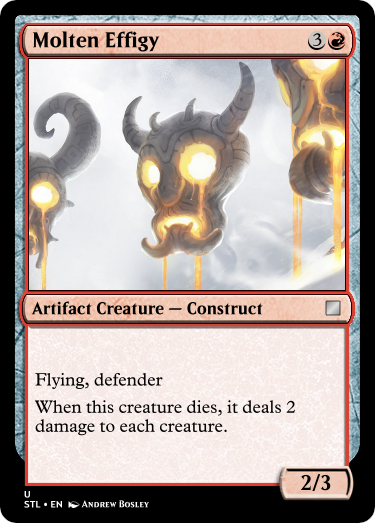 Molten Effigy 3
Artifact Creature — Construct
Flying, defender
When this creature dies, it deals 2
damage to each creature.
2/3
U
STL • EN Andrew Bosley